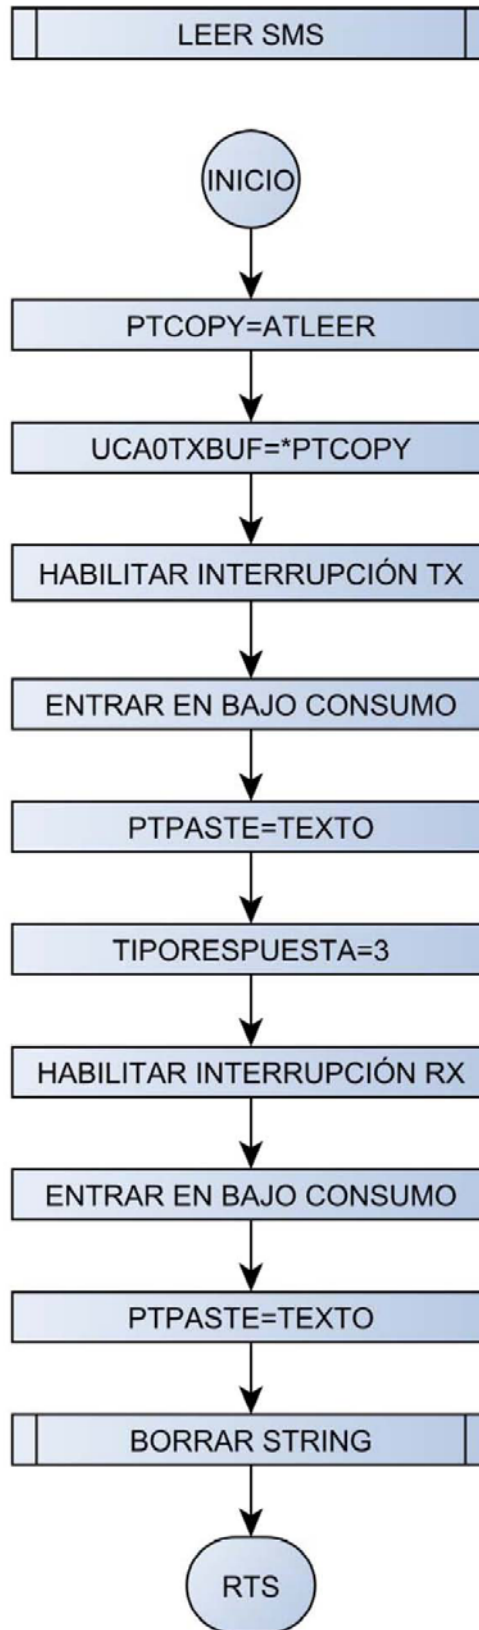 LEER SMS
INICIO
PTCOPY=ATLEER
UCA0TXBUF=*PTCOPY
HABILITAR INTERRUPCIÓN TX
ENTRAR EN BAJO CONSUMO
PTPASTE=TEXTO
TIPORESPUESTA=3
HABILITAR INTERRUPCIÓN RX
ENTRAR EN BAJO CONSUMO
PTPASTE=TEXTO
BORRAR STRING
RTS